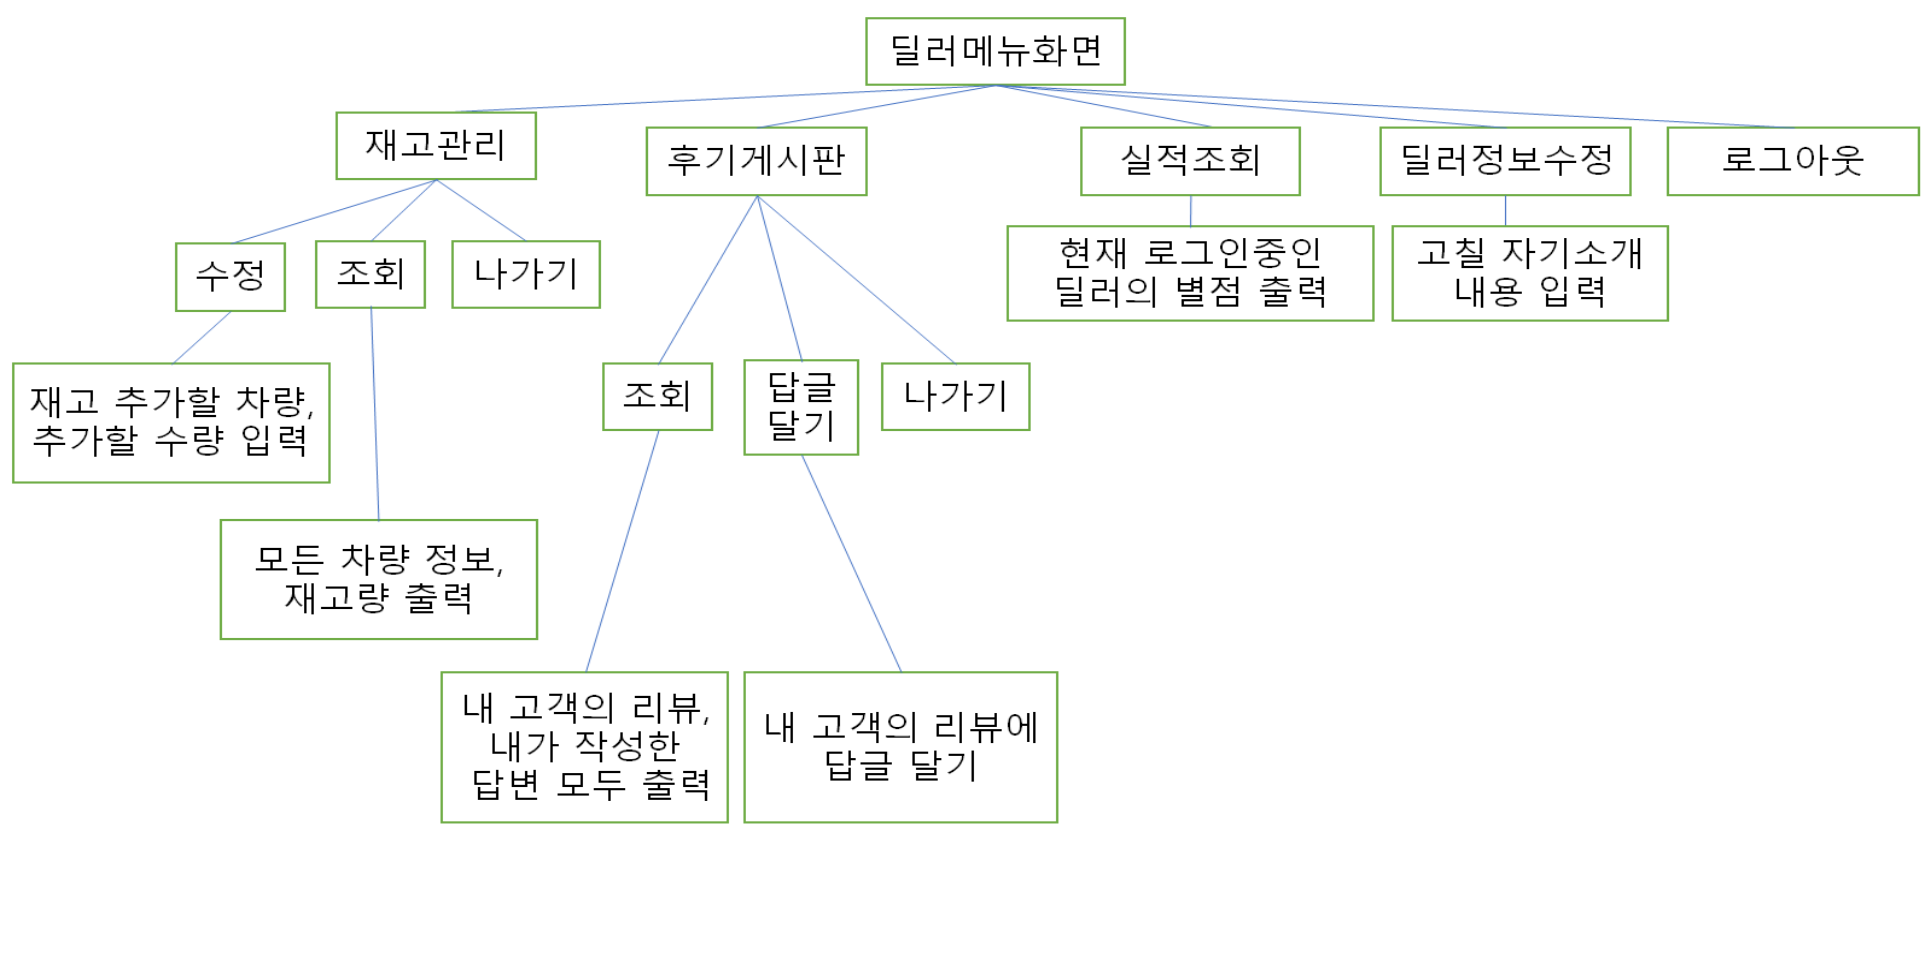 딜러메뉴화면
재고관리
후기게시판
실적조회
딜러정보수정
로그아웃
수정
조회
나가기
현재 로그인중인
딜러의 별점 출력
고칠 자기소개
내용 입력
재고 추가할 차량,
추가할 수량 입력
조회
답글
달기
나가기
모든 차량 정보,
재고량 출력
내 고객의 리뷰,
내가 작성한
답변 모두 출력
내 고객의 리뷰에
답글 달기